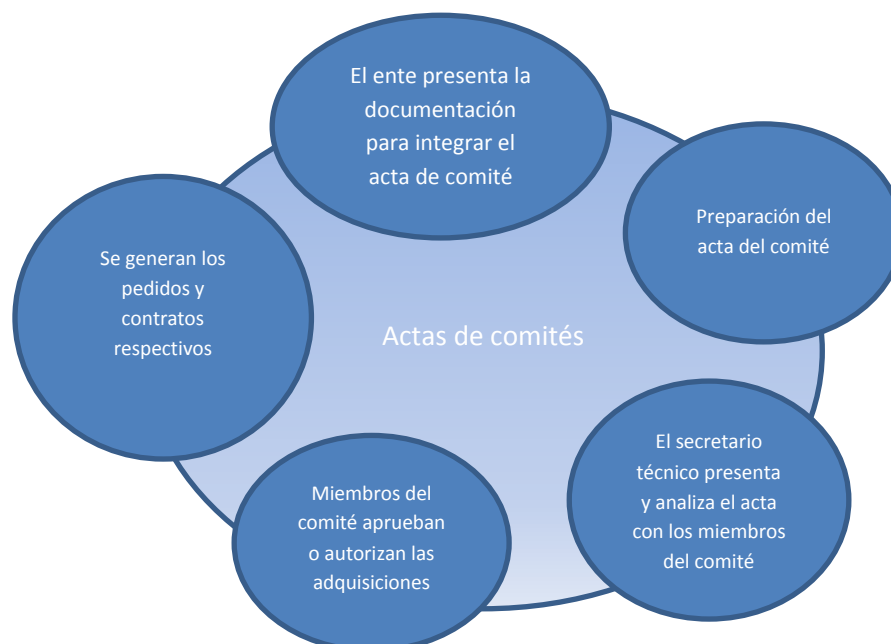 El ente presenta la
documentación
para integrar el
acta de comité
Preparación del
acta del comité
Se generan los
pedidos y
contratos
respectivos
Actas de comités
El secretario
técnico presenta
y analiza el acta
con los miembros
del comité
Miembros del
comité aprueban
o autorizan las
adquisiciones